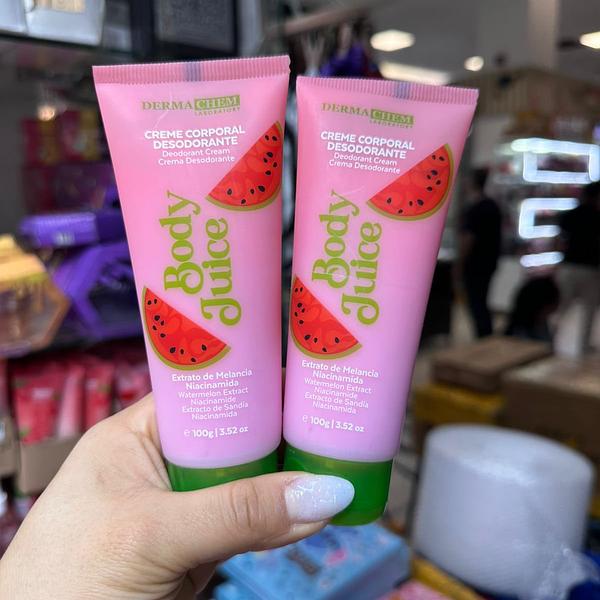 DERMACHEM
LABORATORY
CREME CORPORAL
DESODORANTE
Deodorant Cream
Crema Desodorante
Body
Juice
Extrato de Melancia
Niacinamida
Watermelon Extract
Niacinamide
Extracto de Sandía
Niacinamida
℮ 100g | 3.52 oz
DERMACHEM
LABORATORY
CREME CORPORAL
DESODORANTE
Deodorant Cream
Crema Desodorante
Body
Juice
Extrato de Melancia
Niacinamida
Watermelon Extract
Niacinamide
Extracto de Sandía
Niacinamida
℮ 100g | 3.52 oz